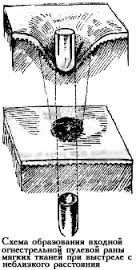 Схема образования входной
огнестрельной пулевой раны
мягких тканей при выстреле с
неблизкого расстояния